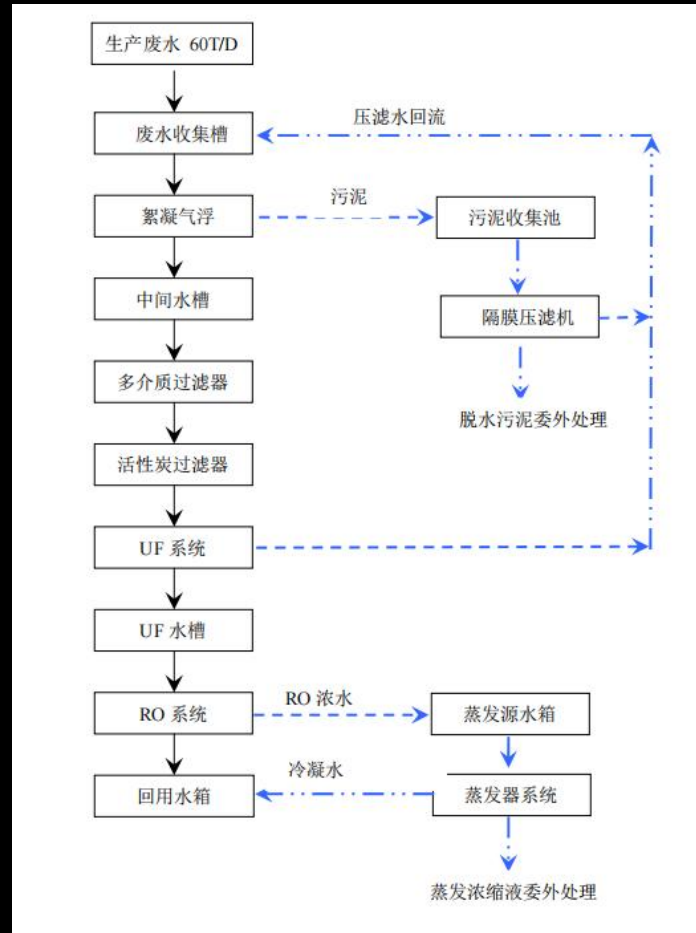 生产废水 60T/D
压滤水回流
废水收集槽
污泥
絮凝气浮
污泥收集池
中间水槽
隔膜压滤机
多介质过滤器
脱水污泥委外处理
活性炭过滤器
UF 系统
UF 水槽
RO 浓水
RO 系统
蒸发源水箱
冷凝水
回用水箱
蒸发器系统
蒸发浓缩液委外处理